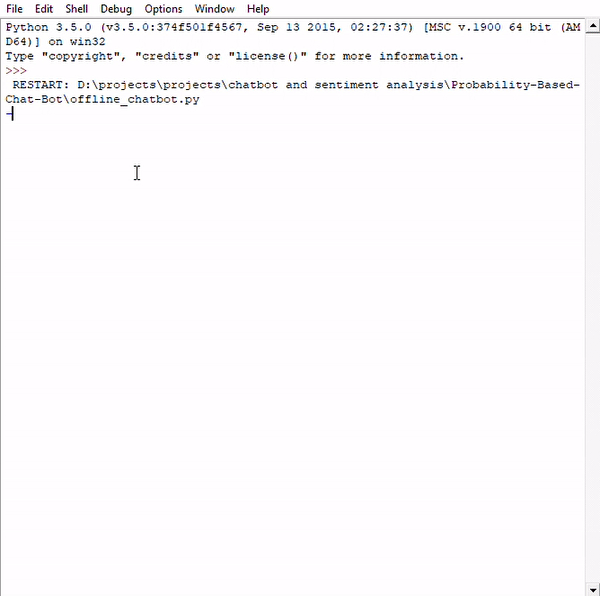 File Edit Shell Debug Options Window Help
Python 3.5.0 (v3.5.0:374f501f4567, Sep 13 2015, 02:27:37) [MSC v.1900 64 bit (AM
D64)] on win32
Type "copyright", "credits" or "license()" for more information.
>>>
RESTART: D:\projects\projects\chatbot and sentiment analysis\Probability-Based-
Chat-Bot\offline_chatbot.py
-